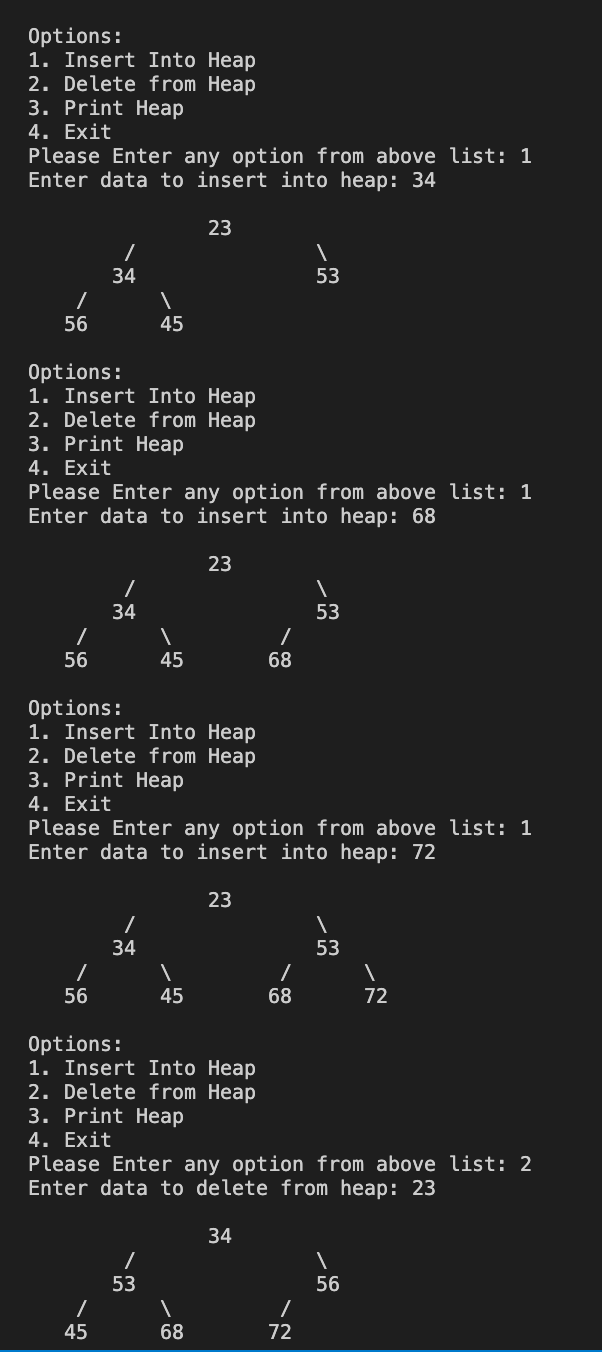 Options:
1. Insert Into Heap
2. Delete from Heap
3. Print Heap
4. Exit
Please Enter any option from above list: 1
Enter data to insert into heap: 34
23
/ \
34 53
/ \
56 45
Options:
1. Insert Into Heap
2. Delete from Heap
3. Print Heap
4. Exit
Please Enter any option from above list: 1
Enter data to insert into heap: 68
23
/ \
34 53
/ \ /
56 45 68
Options:
1. Insert Into Heap
2. Delete from Heap
3. Print Heap
4. Exit
Please Enter any option from above list: 1
Enter data to insert into heap: 72
23
/ \
34 53
/ \ / \
56 45 68 72
Options:
1. Insert Into Heap
2. Delete from Heap
3. Print Heap
4. Exit
Please Enter any option from above list: 2
Enter data to delete from heap: 23
34
/ \
53 56
/ \ /
45 68 72